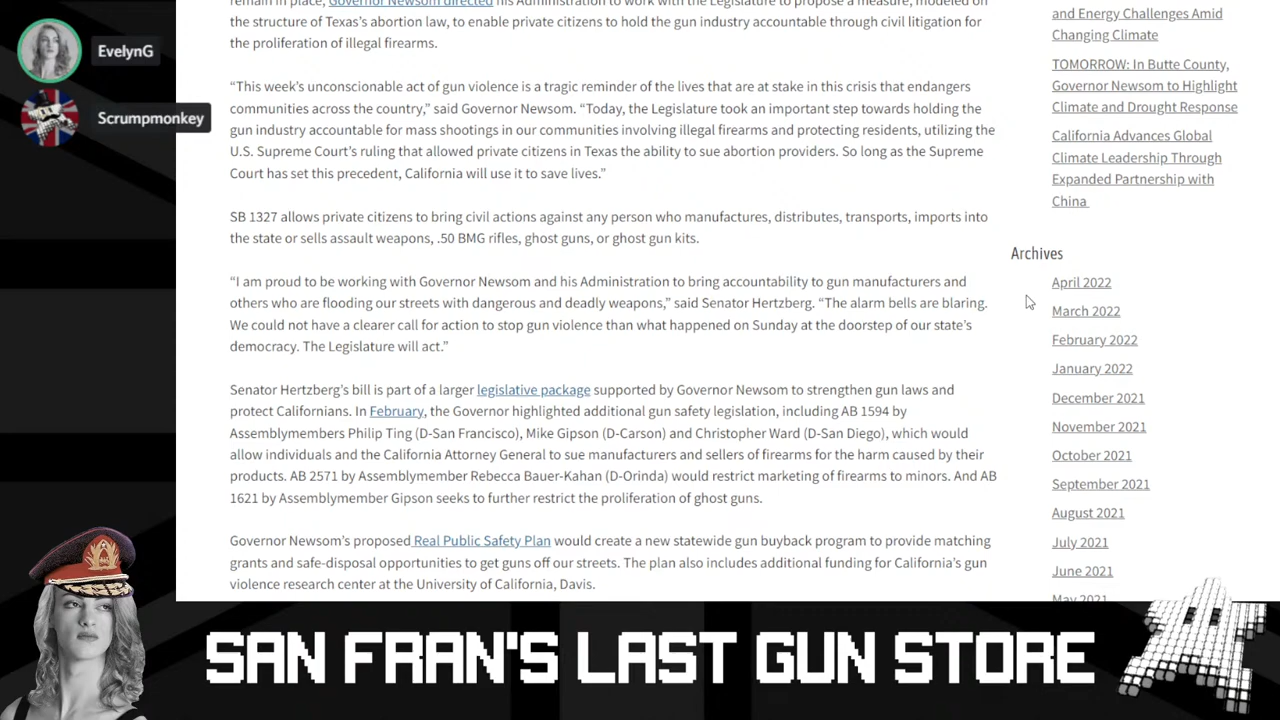 EvelynG
Scrumpmonkey
remain in place, Governor Newsom directed his Administration to work with the Legislature to propose a measure, modeled on
the structure of Texas’s abortion law, to enable private citizens to hold the gun industry accountable through civil litigation for
the proliferation of illegal firearms.
“This week’s unconscionable act of gun violence is a tragic reminder of the lives that are at stake in this crisis that endangers
communities across the country,” said Governor Newsom. “Today, the Legislature took an important step towards holding the
gun industry accountable for mass shootings in our communities involving illegal firearms and protecting residents, utilizing the
U.S. Supreme Court’s ruling that allowed private citizens in Texas the ability to sue abortion providers. So long as the Supreme
Court has set this precedent, California will use it to save lives.”
SB 1327 allows private citizens to bring civil actions against any person who manufactures, distributes, transports, imports into
the state or sells assault weapons, .50 BMG rifles, ghost guns, or ghost gun kits.
“I am proud to be working with Governor Newsom and his Administration to bring accountability to gun manufacturers and
others who are flooding our streets with dangerous and deadly weapons,” said Senator Hertzberg. “The alarm bells are blaring.
We could not have a clearer call for action to stop gun violence than what happened on Sunday at the doorstep of our state’s
democracy. The Legislature will act.”
Senator Hertzberg’s bill is part of a larger legislative package supported by Governor Newsom to strengthen gun laws and
protect Californians. In February, the Governor highlighted additional gun safety legislation, including AB 1594 by
Assemblymembers Philip Ting (D-San Francisco), Mike Gipson (D-Carson) and Christopher Ward (D-San Diego), which would
allow individuals and the California Attorney General to sue manufacturers and sellers of firearms for the harm caused by their
products. AB 2571 by Assemblymember Rebecca Bauer-Kahan (D-Orinda) would restrict marketing of firearms to minors. And AB
1621 by Assemblymember Gipson seeks to further restrict the proliferation of ghost guns.
Governor Newsom’s proposed Real Public Safety Plan would create a new statewide gun buyback program to provide matching
grants and safe-disposal opportunities to get guns off our streets. The plan also includes additional funding for California’s gun
violence research center at the University of California, Davis.
and Energy Challenges Amid
Changing Climate
TOMORROW: In Butte County,
Governor Newsom to Highlight
Climate and Drought Response
California Advances Global
Climate Leadership Through
Expanded Partnership with
China
Archives
April 2022
March 2022
February 2022
January 2022
December 2021
November 2021
October 2021
September 2021
August 2021
July 2021
June 2021
May 2021
SAN FRAN'S LAST GUN STORE